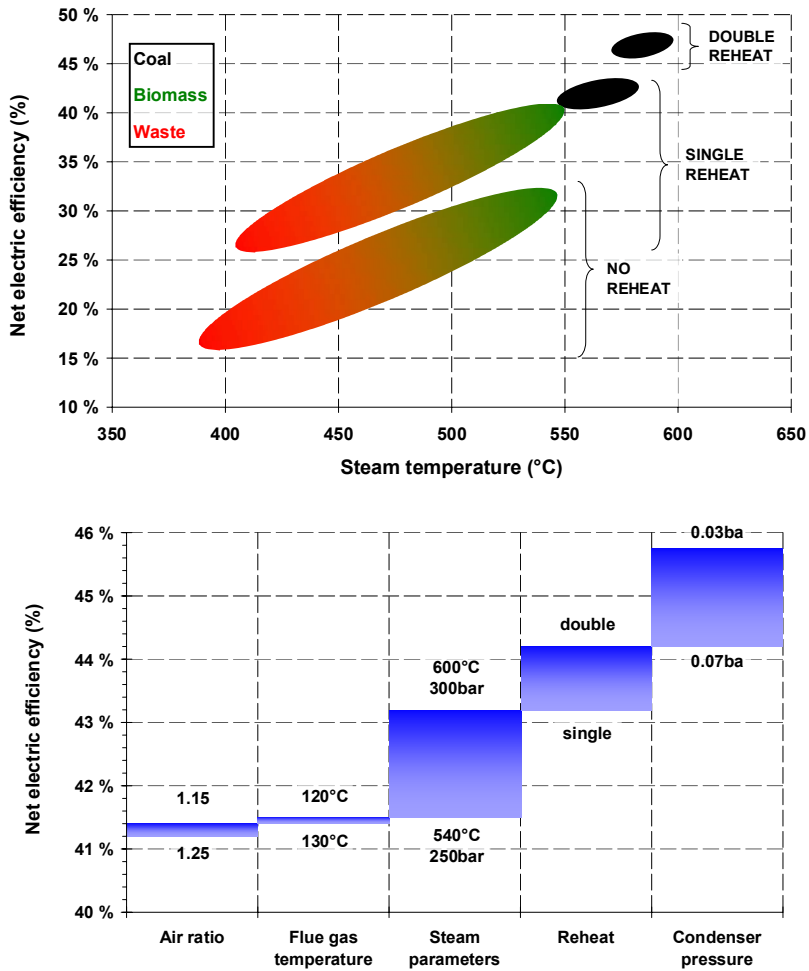 50 %
45 %
40 %
35 %
30 %
25 %
20 %
15 %
10 %
Net electric efficiency (%)
Coal
Biomass
Waste
DOUBLE
REHEAT
SINGLE
REHEAT
NO
REHEAT
350 400 450 500 550 600 650
Steam temperature (°C)
46 %
45 %
44 %
43 %
42 %
41 %
40 %
Net electric efficiency (%)
1.15
1.25
120°C
130°C
600°C
300bar
540°C
250bar
double
single
0.03ba
0.07ba
Air ratio
Flue gas
temperature
Steam
parameters
Reheat
Condenser
pressure